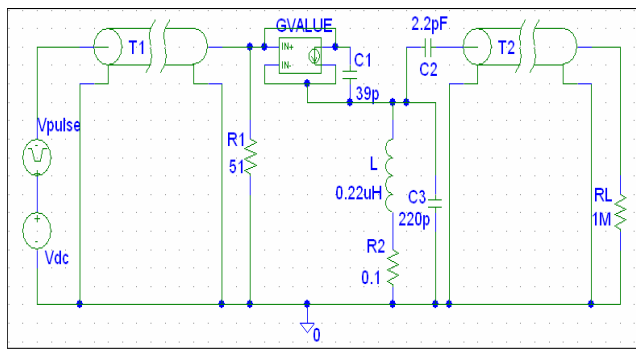 GVALUE
2.2pF
T1
IN+
IN-
C1
39p
C2
T2
Vpulse
R1
51
L
0.22uH
C3
220p
RL
1M
Vdc
R2
0.1
0